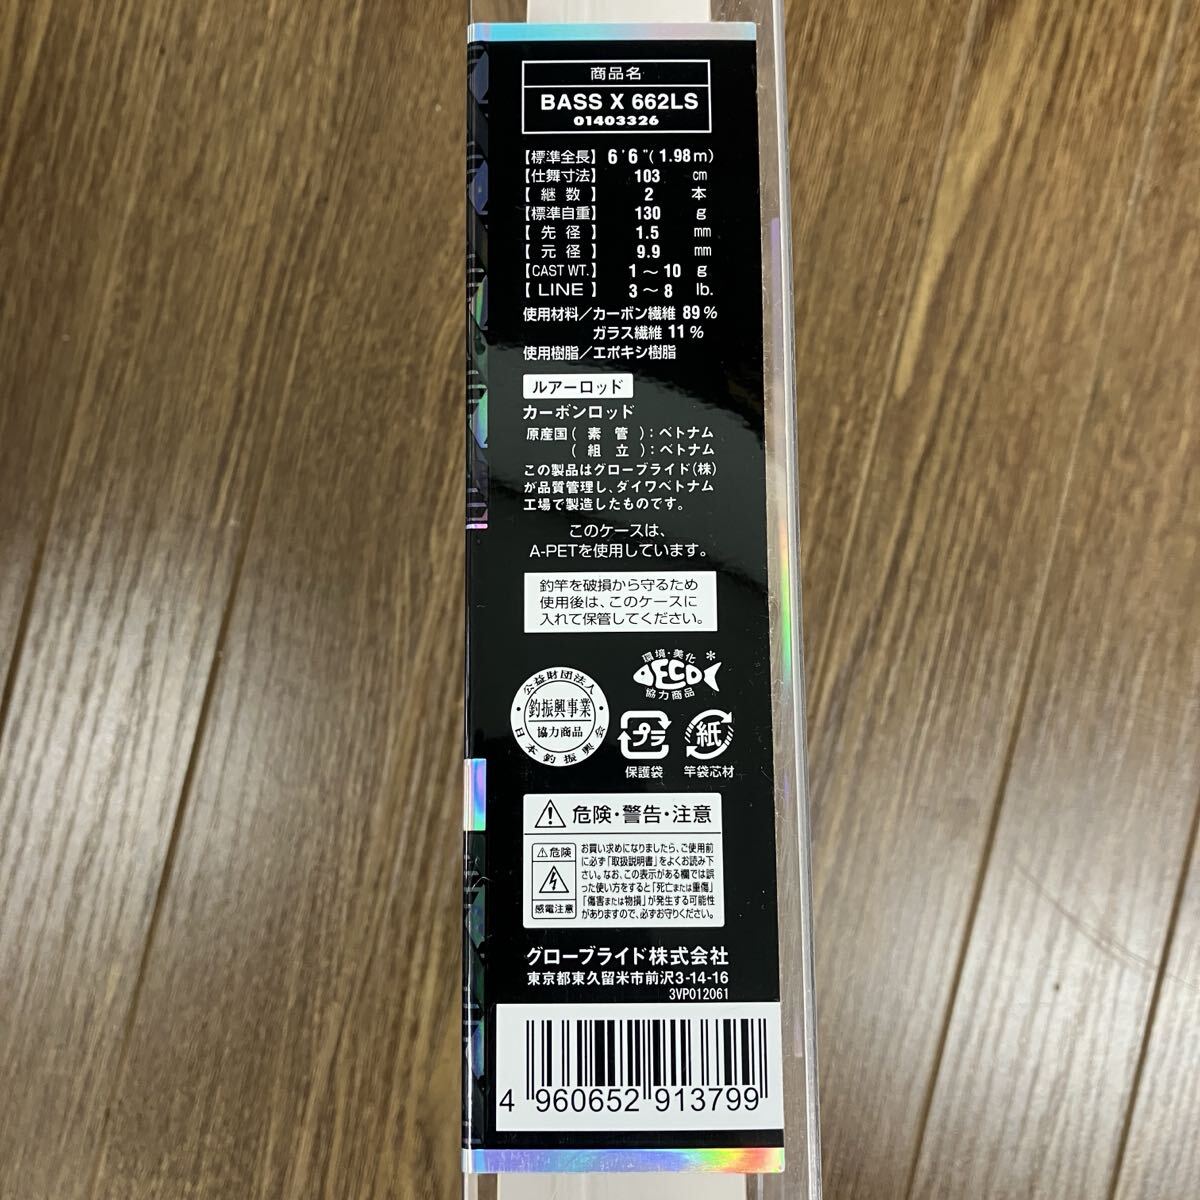 商品名
BASS X 662LS
01403326
【標準全長】 6'6"(1.98m)
【仕舞寸法】 103 cm
【継数】 2 本
【標準自重】 130 g
【先径】 1.5 mm
【元径】 9.9 mm
【CAST WT.】 1～10 g
【LINE】 3～8 lb.
使用材料／カーボン繊維 89%
ガラス繊維 11%
使用樹脂／エポキシ樹脂
ルアーロッド
カーボンロッド
原産国(素管):ベトナム
(組立):ベトナム
この製品はグローブライド(株)
が品質管理し、ダイワベトナム
工場で製造したものです。
このケースは、
A-PETを使用しています。
釣竿を破損から守るため
使用後は、このケースに
入れて保管してください。
環境・美化
ECO*
協力商品
公益財団法人
釣振興事業
協力商品
日本釣振興会
プラ
保護袋
紙
竿袋芯材
危険・警告・注意
危険
感電注意
お買い求めになりましたら、ご使用前
に必ず「取扱説明書」をよくお読み下
さい。なお、この表示がある欄では誤
った使い方をすると「死亡または重傷」
「傷害または物損」が発生する可能性
がありますので、必ずお守りください。
グローブライド株式会社
東京都東久留米市前沢3-14-16
3VP012061
4 960652 913799